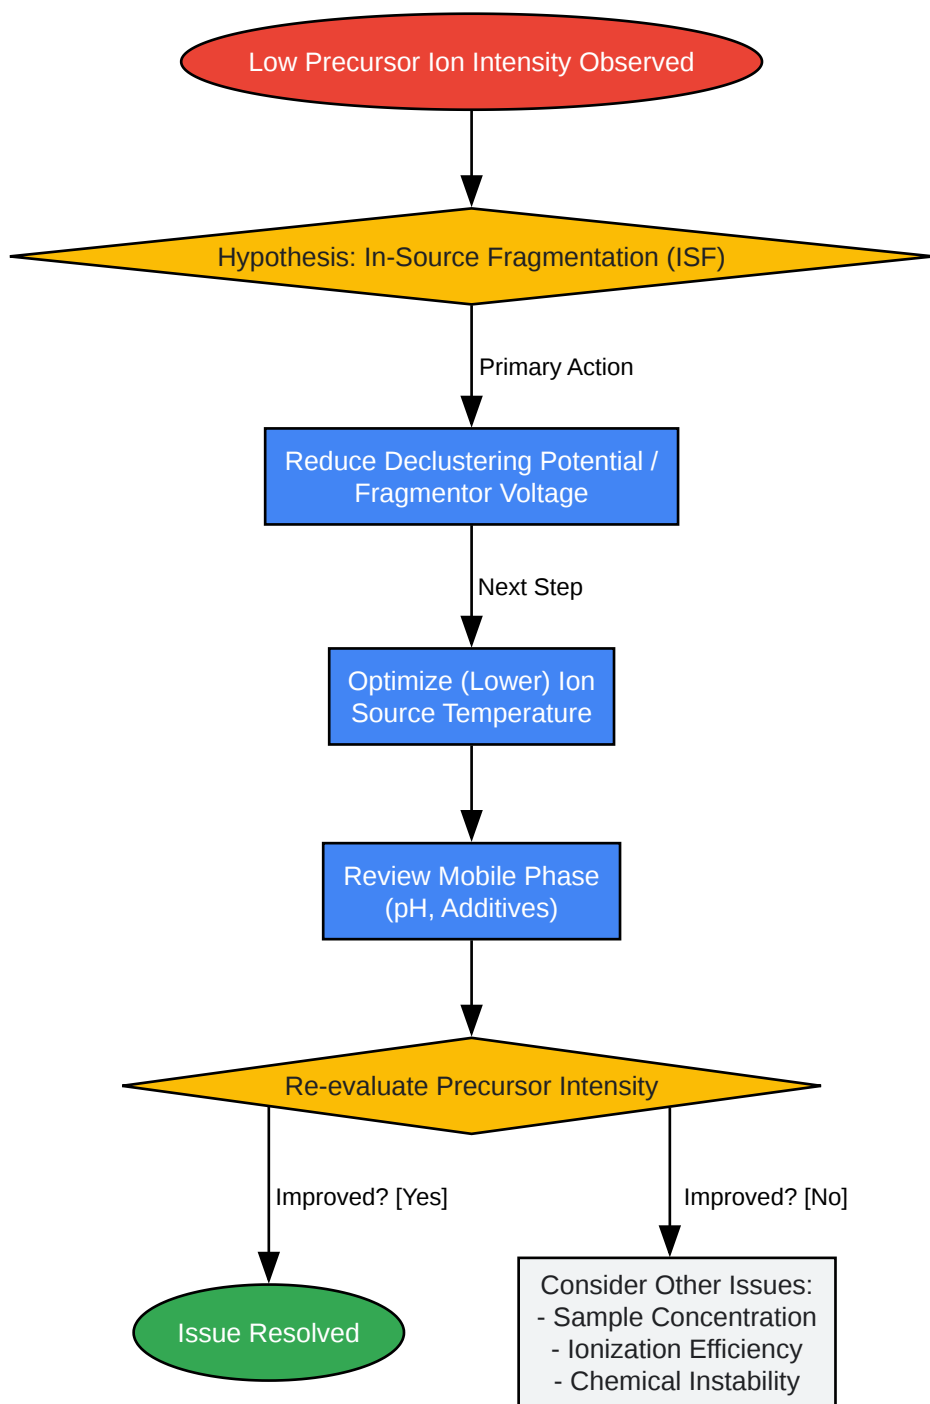 Low Precursor Ion Intensity Observed
Hypothesis: In-Source Fragmentation (ISF)
Primary Action
Reduce Declustering Potential /
Fragmentor Voltage
Next Step
Optimize (Lower) Ion
Source Temperature
Review Mobile Phase
(pH, Additives)
Re-evaluate Precursor Intensity
Improved? [Yes]
Improved? [No]
Issue Resolved
Consider Other Issues:
- Sample Concentration
- Ionization Efficiency
- Chemical Instability